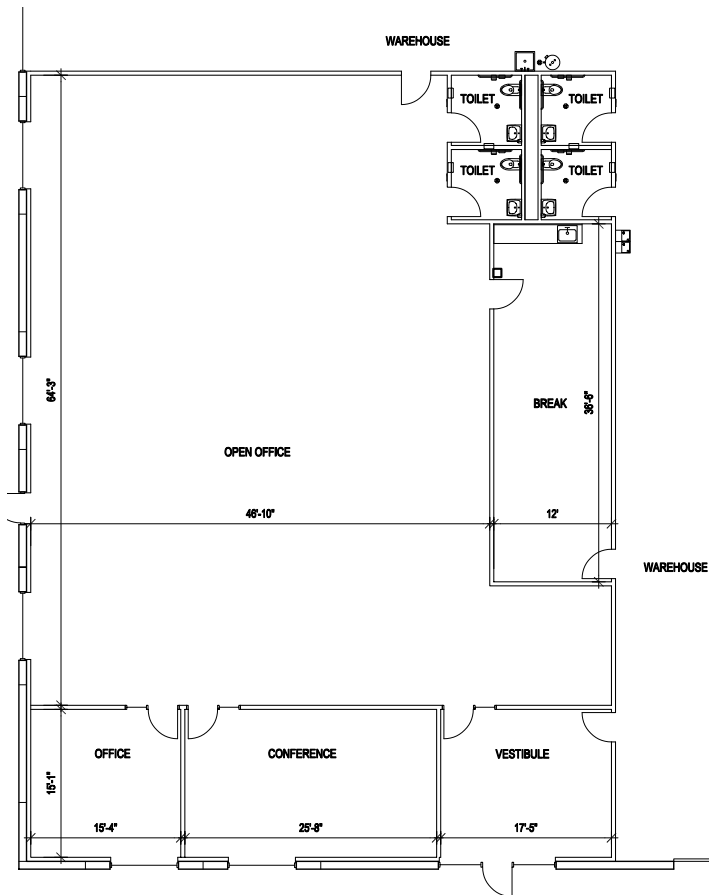 WAREHOUSE
TOILET
TOILET
TOILET
TOILET
64'-3"
BREAK
36'-6"
OPEN OFFICE
46'-10"
12'
WAREHOUSE
OFFICE
CONFERENCE
VESTIBULE
15'-1"
15'-4"
25'-8"
17'-5"